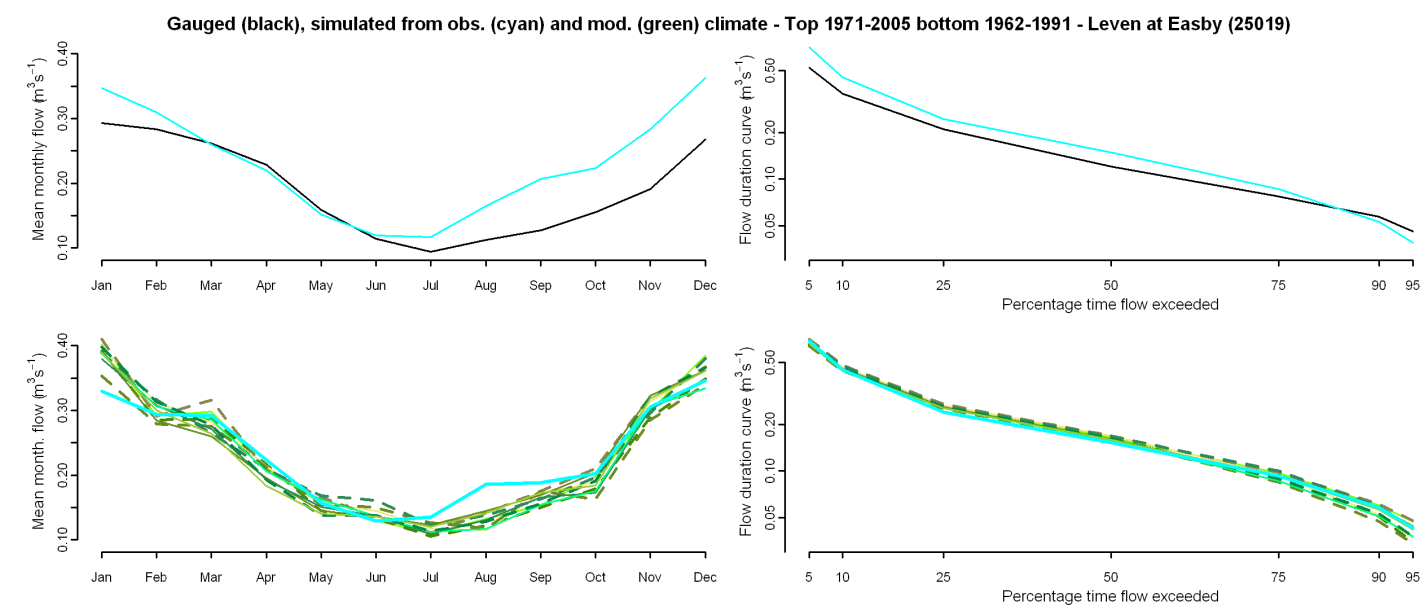 Gauged (black), simulated from obs. (cyan) and mod. (green) climate - Top 1971-2005 bottom 1962-1991 - Leven at Easby (25019)
Mean monthly flow (m³s⁻¹)
0.10 0.20 0.30 0.40
Jan Feb Mar Apr May Jun Jul Aug Sep Oct Nov Dec
Flow duration curve (m³s⁻¹)
0.05 0.10 0.20 0.50
5 10 25 50 75 90 95
Percentage time flow exceeded
Mean month. flow (m³s⁻¹)
0.10 0.20 0.30 0.40
Jan Feb Mar Apr May Jun Jul Aug Sep Oct Nov Dec
Flow duration curve (m³s⁻¹)
0.05 0.10 0.20 0.50
5 10 25 50 75 90 95
Percentage time flow exceeded